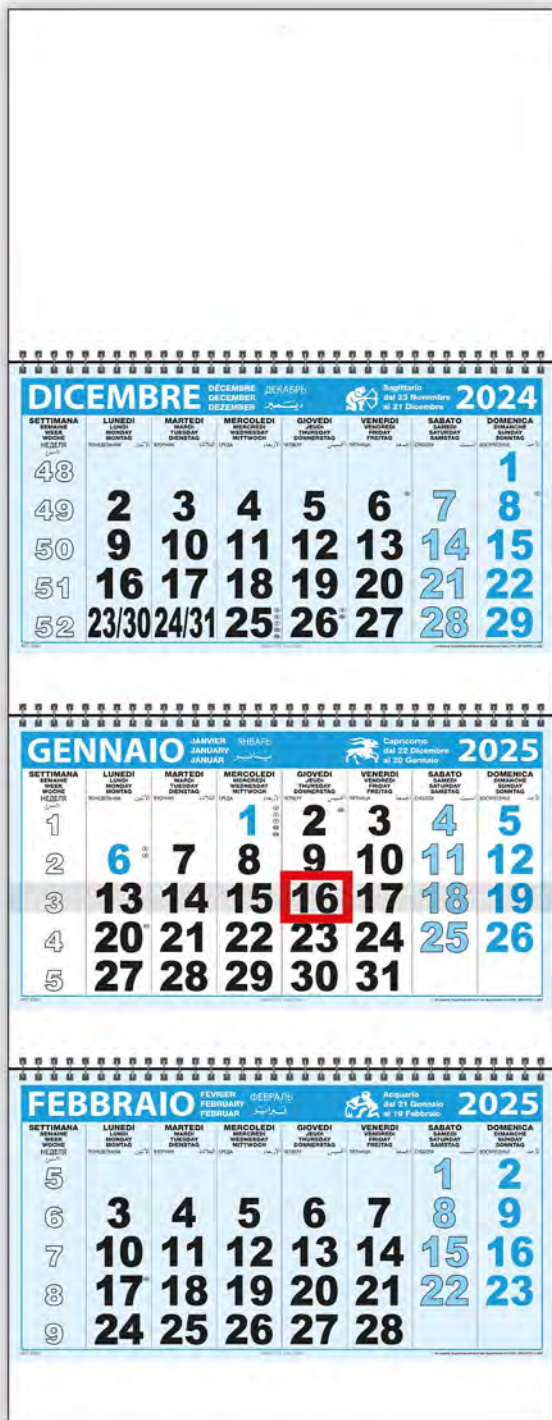 DICEMBRE DÉCEMBRE DECEMBER DEZEMBER ДЕКАБРЬ ديسمبر Sagittario dal 23 Novembre al 21 Dicembre 2024
SETTIMANA LUNEDI MARTEDI MERCOLEDI GIOVEDI VENERDI SABATO DOMENICA
SEMAINE LUNDI MARDI MERCREDI JEUDI VENDREDI SAMEDI DIMANCHE
WEEK MONDAY TUESDAY WEDNESDAY THURSDAY FRIDAY SATURDAY SUNDAY
WOCHE MONTAG DIENSTAG MITTWOCH DONNERSTAG FREITAG SAMSTAG SONNTAG
НЕДЕЛЯ
48 1
49 2 3 4 5 6 7 8
50 9 10 11 12 13 14 15
51 16 17 18 19 20 21 22
52 23/30 24/31 25 26 27 28 29
GENNAIO JANVIER JANUARY JANUAR ЯНВАРЬ يناير Capricorno dal 22 Dicembre al 20 Gennaio 2025
SETTIMANA LUNEDI MARTEDI MERCOLEDI GIOVEDI VENERDI SABATO DOMENICA
SEMAINE LUNDI MARDI MERCREDI JEUDI VENDREDI SAMEDI DIMANCHE
WEEK MONDAY TUESDAY WEDNESDAY THURSDAY FRIDAY SATURDAY SUNDAY
WOCHE MONTAG DIENSTAG MITTWOCH DONNERSTAG FREITAG SAMSTAG SONNTAG
НЕДЕЛЯ
1 1 2 3 4 5
2 6 7 8 9 10 11 12
3 13 14 15 16 17 18 19
4 20 21 22 23 24 25 26
5 27 28 29 30 31
FEBBRAIO FÉVRIER FEBRUARY FEBRUAR ФЕВРАЛЬ فبراير Acquario dal 21 Gennaio al 19 Febbraio 2025
SETTIMANA LUNEDI MARTEDI MERCOLEDI GIOVEDI VENERDI SABATO DOMENICA
SEMAINE LUNDI MARDI MERCREDI JEUDI VENDREDI SAMEDI DIMANCHE
WEEK MONDAY TUESDAY WEDNESDAY THURSDAY FRIDAY SATURDAY SUNDAY
WOCHE MONTAG DIENSTAG MITTWOCH DONNERSTAG FREITAG SAMSTAG SONNTAG
НЕДЕЛЯ
5 1 2
6 3 4 5 6 7 8 9
7 10 11 12 13 14 15 16
8 17 18 19 20 21 22 23
9 24 25 26 27 28